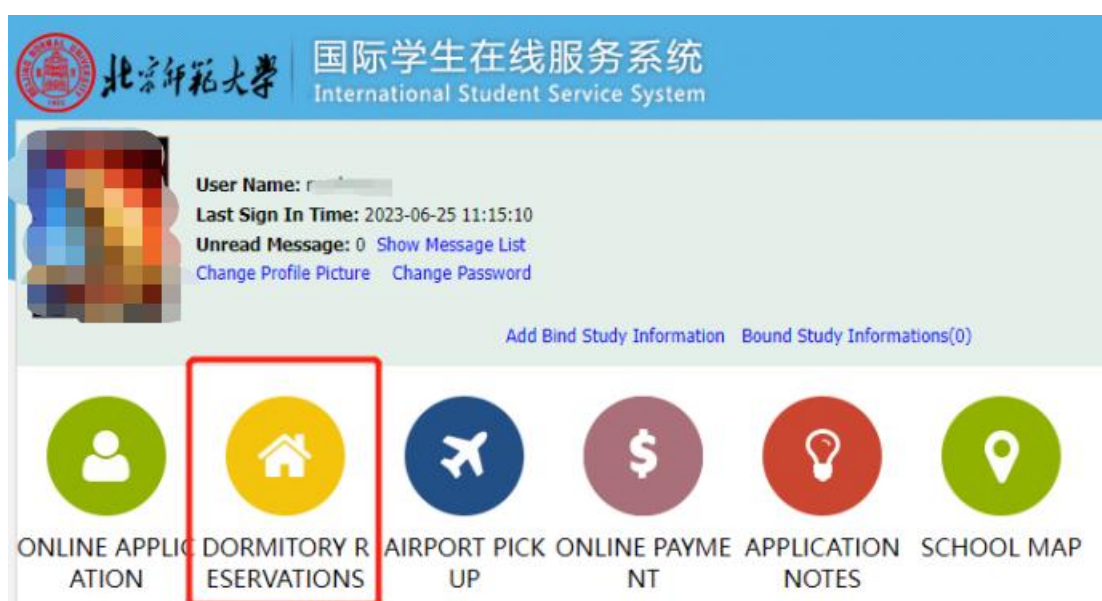 北京师范大学
国际学生在线服务系统
International Student Service System
User Name: r
Last Sign In Time: 2023-06-25 11:15:10
Unread Message: 0 Show Message List
Change Profile Picture Change Password
Add Bind Study Information Bound Study Informations(0)
ONLINE APPLIC
ATION
DORMITORY R
ESERVATIONS
AIRPORT PICK
UP
ONLINE PAYME
NT
APPLICATION
NOTES
SCHOOL MAP